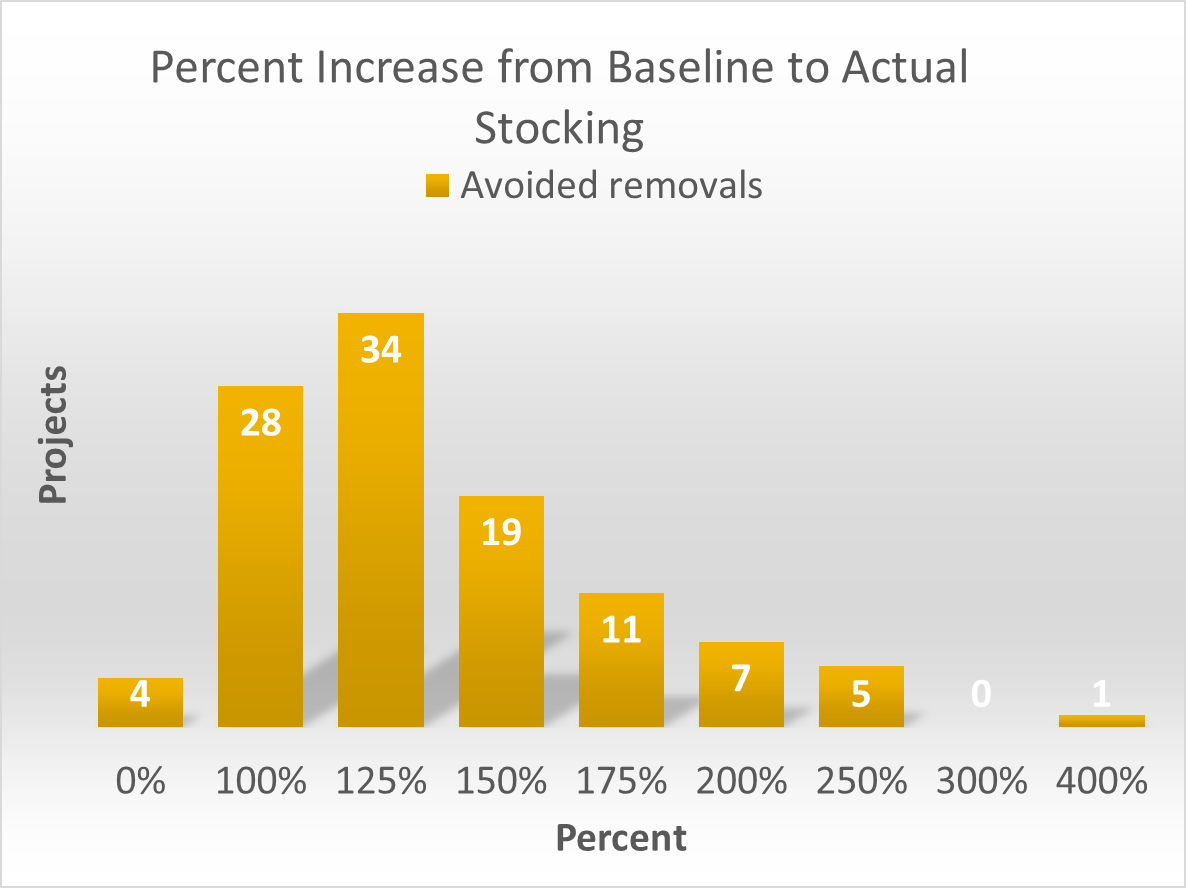 Percent Increase from Baseline to Actual
Stocking
Avoided removals
Projects
34
28
19
11
7
5
4
0
1
0% 100% 125% 150% 175% 200% 250% 300% 400%
Percent